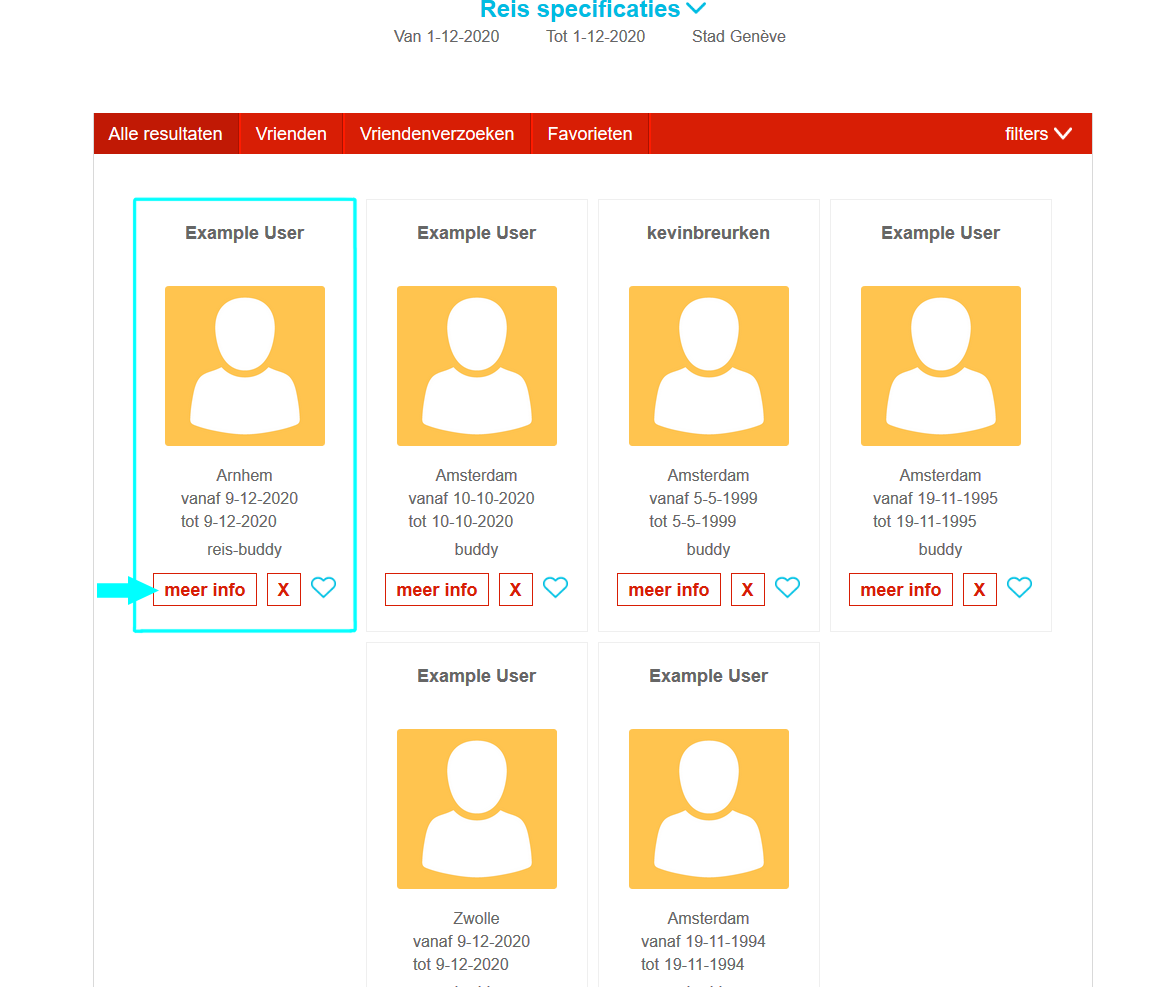 Reis specificaties
Van 1-12-2020 Tot 1-12-2020 Stad Genève
Alle resultaten Vrienden Vriendenverzoeken Favorieten filters
Example User
Arnhem
vanaf 9-12-2020
tot 9-12-2020
reis-buddy
meer info X
Example User
Amsterdam
vanaf 10-10-2020
tot 10-10-2020
buddy
meer info X
kevinbreurken
Amsterdam
vanaf 5-5-1999
tot 5-5-1999
buddy
meer info X
Example User
Amsterdam
vanaf 19-11-1995
tot 19-11-1995
buddy
meer info X
Example User
Zwolle
vanaf 9-12-2020
tot 9-12-2020
Example User
Amsterdam
vanaf 19-11-1994
tot 19-11-1994